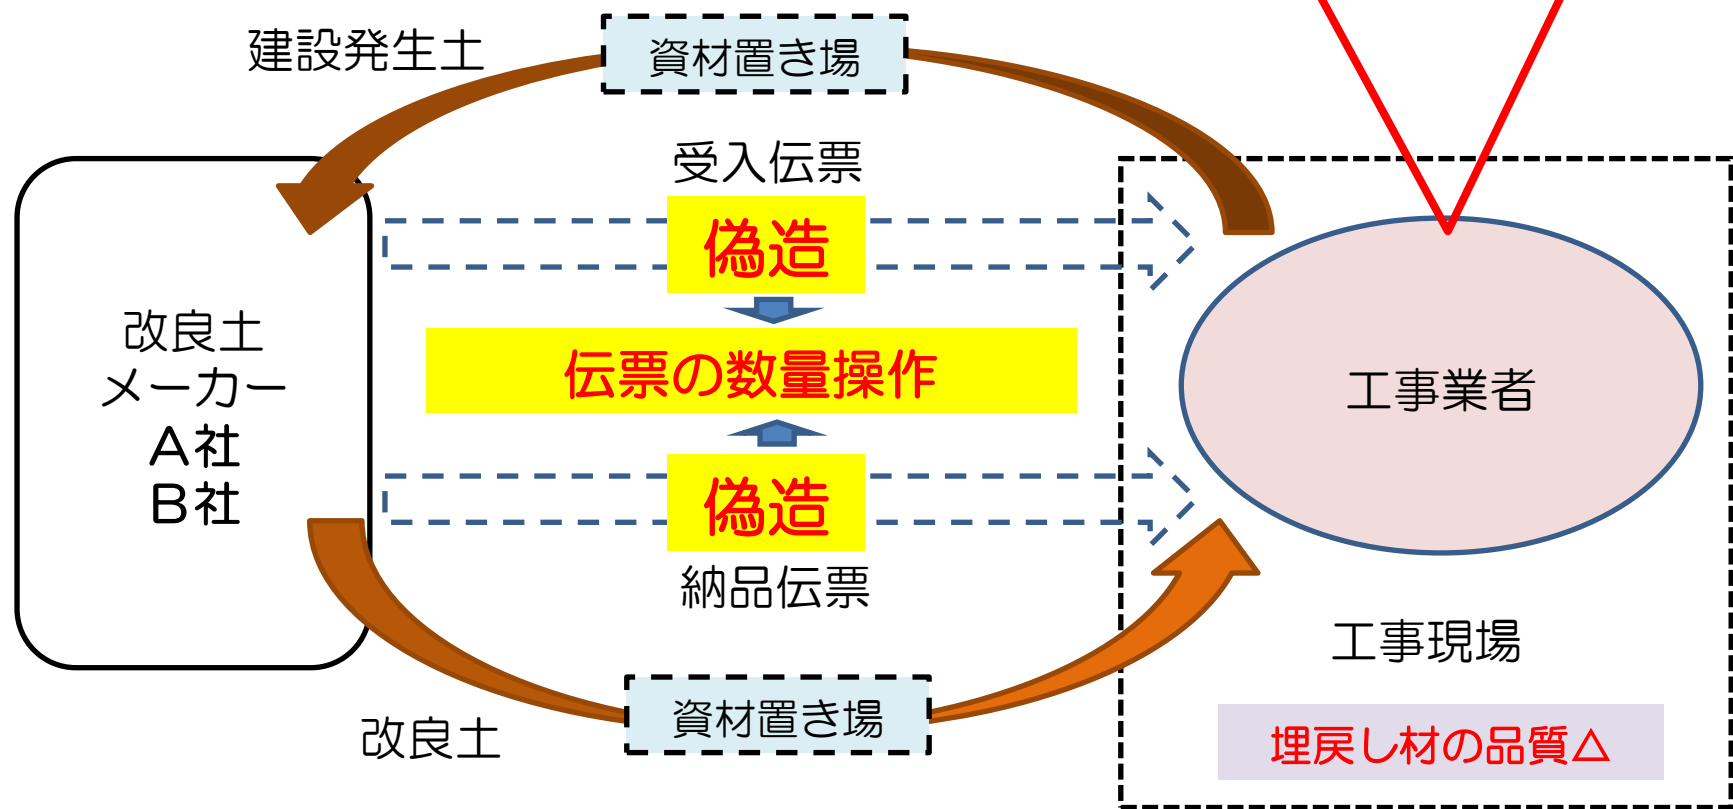 建設発生土
資材置き場
受入伝票
偽造
伝票の数量操作
偽造
納品伝票
改良土
メーカー
A社
B社
工事業者
工事現場
埋戻し材の品質△
資材置き場
改良土